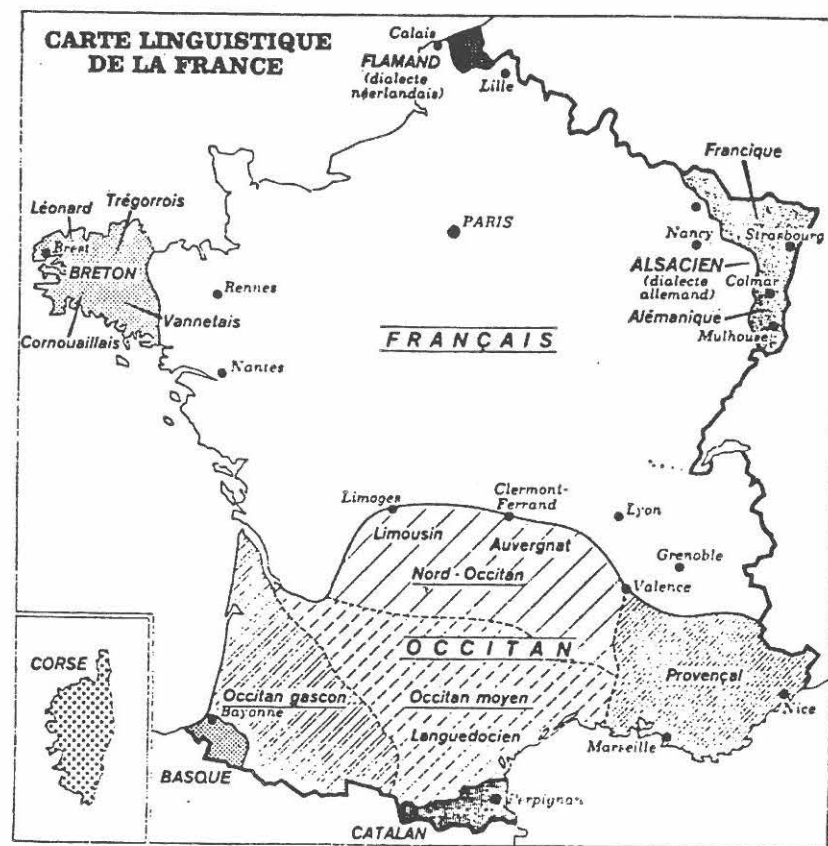 CARTE LINGUISTIQUE
DE LA FRANCE
Calais
FLAMAND
(dialecte
néerlandais)
Lille
Francique
Trégorrois
Léonard
Brest
BRETON
PARIS
Nancy
Strasbourg
ALSACIEN
(dialecte
allemand)
Colmar
Alémanique
Mulhouse
Rennes
Vannetais
Cornouaillais
FRANÇAIS
Nantes
Limoges
Clermont-
Ferrand
Lyon
Limousin
Auvergnat
Grenoble
Nord-Occitan
Valence
OCCITAN
CORSE
Provençal
Occitan gascon
Occitan moyen
Nice
Bayonne
Languedocien
Marseille
BASQUE
Perpignan
CATALAN